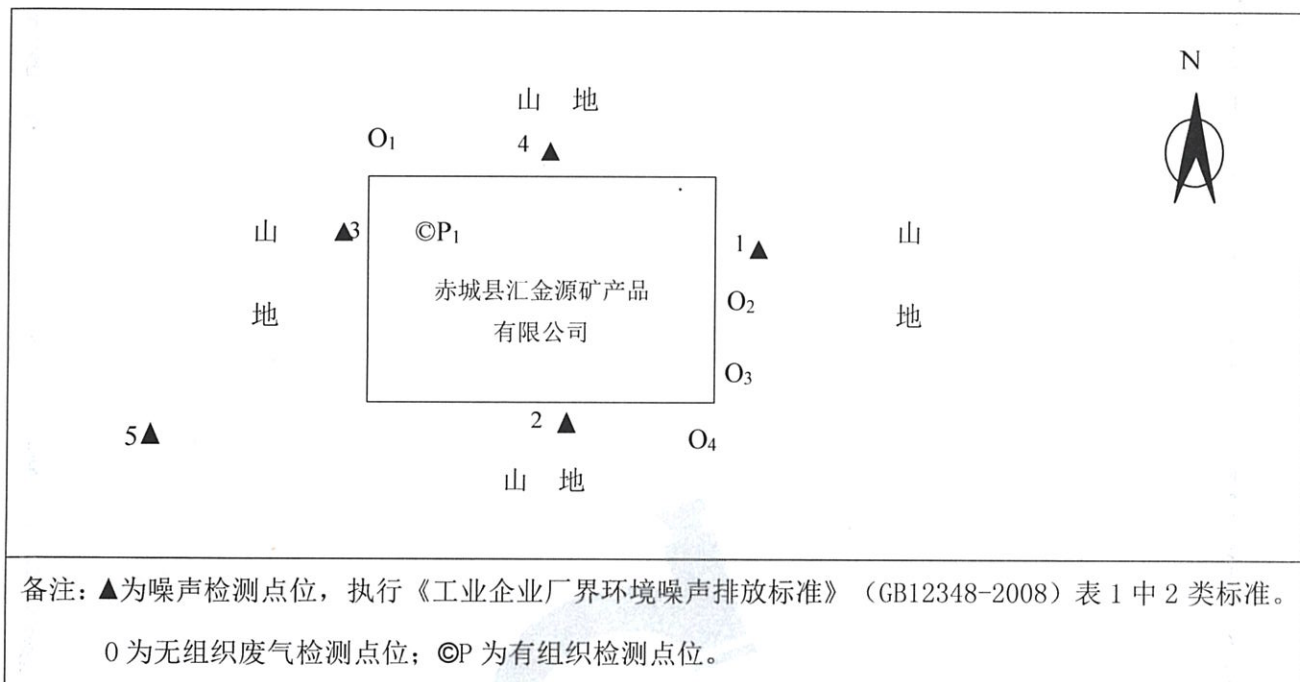 N
山 地
O₁
4 ▲
山
地
▲3
©P₁
1 ▲
山
地
赤城县汇金源矿产品
有限公司
O₂
O₃
5▲
2 ▲
O₄
山 地
备注：▲为噪声检测点位，执行《工业企业厂界环境噪声排放标准》（GB12348-2008）表 1 中 2 类标准。
O 为无组织废气检测点位；©P 为有组织检测点位。